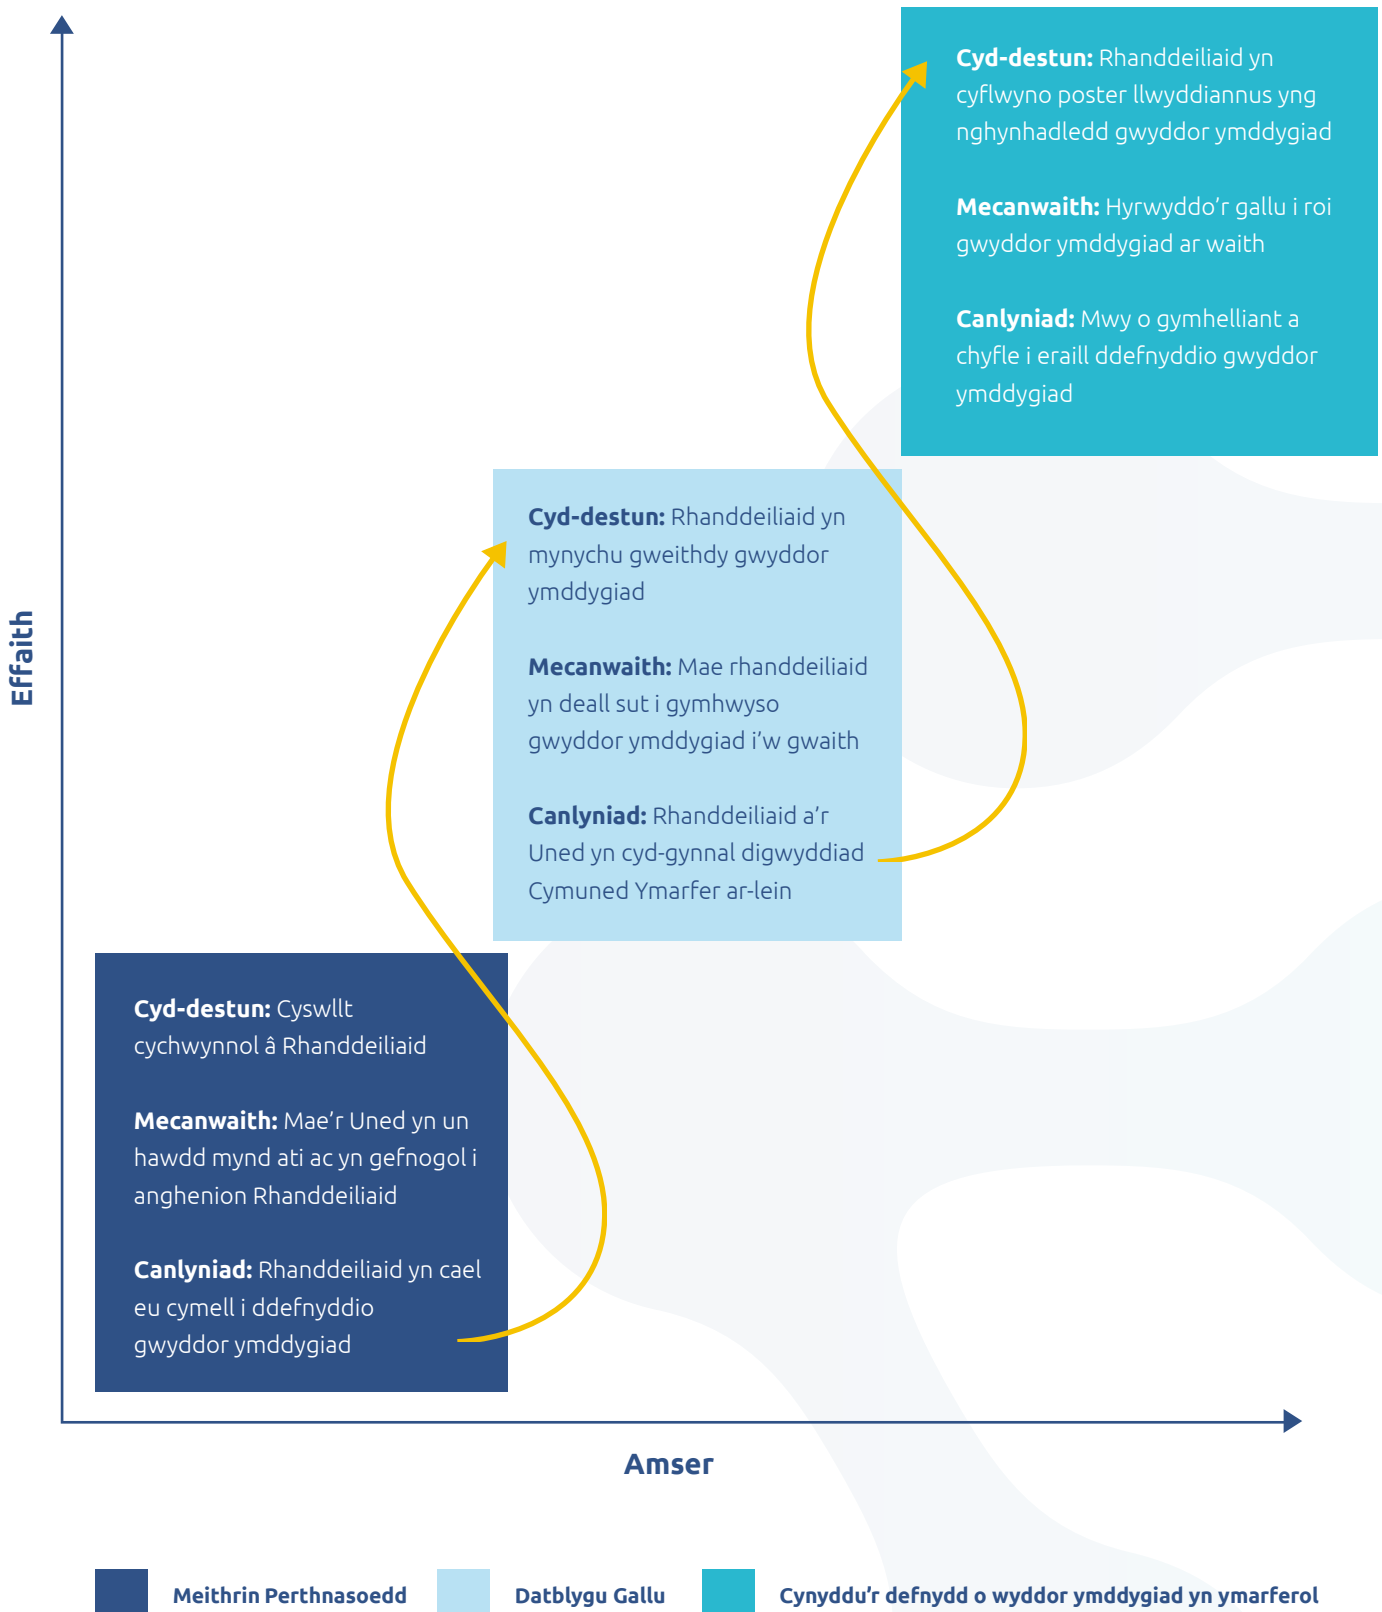 Cyd-destun: Rhanddeiliaid yn
cyflwyno poster llwyddiannus yng
nghynhadledd gwyddor ymddygiad
Mecanwaith: Hyrwyddo’r gallu i roi
gwyddor ymddygiad ar waith
Canlyniad: Mwy o gymhelliant a
chyfle i eraill ddefnyddio gwyddor
ymddygiad
Cyd-destun: Rhanddeiliaid yn
mynychu gweithdy gwyddor
ymddygiad
Mecanwaith: Mae rhanddeiliaid
yn deall sut i gymhwyso
gwyddor ymddygiad i’w gwaith
Canlyniad: Rhanddeiliaid a’r
Uned yn cyd-gynnal digwyddiad
Cymuned Ymarfer ar-lein
Effaith
Cyd-destun: Cyswllt
cychwynnol â Rhanddeiliaid
Mecanwaith: Mae’r Uned yn un
hawdd mynd ati ac yn gefnogol i
anghenion Rhanddeiliaid
Canlyniad: Rhanddeiliaid yn cael
eu cymell i ddefnyddio
gwyddor ymddygiad
Amser
Meithrin Perthnasoedd
Datblygu Gallu
Cynyddu’r defnydd o wyddor ymddygiad yn ymarferol